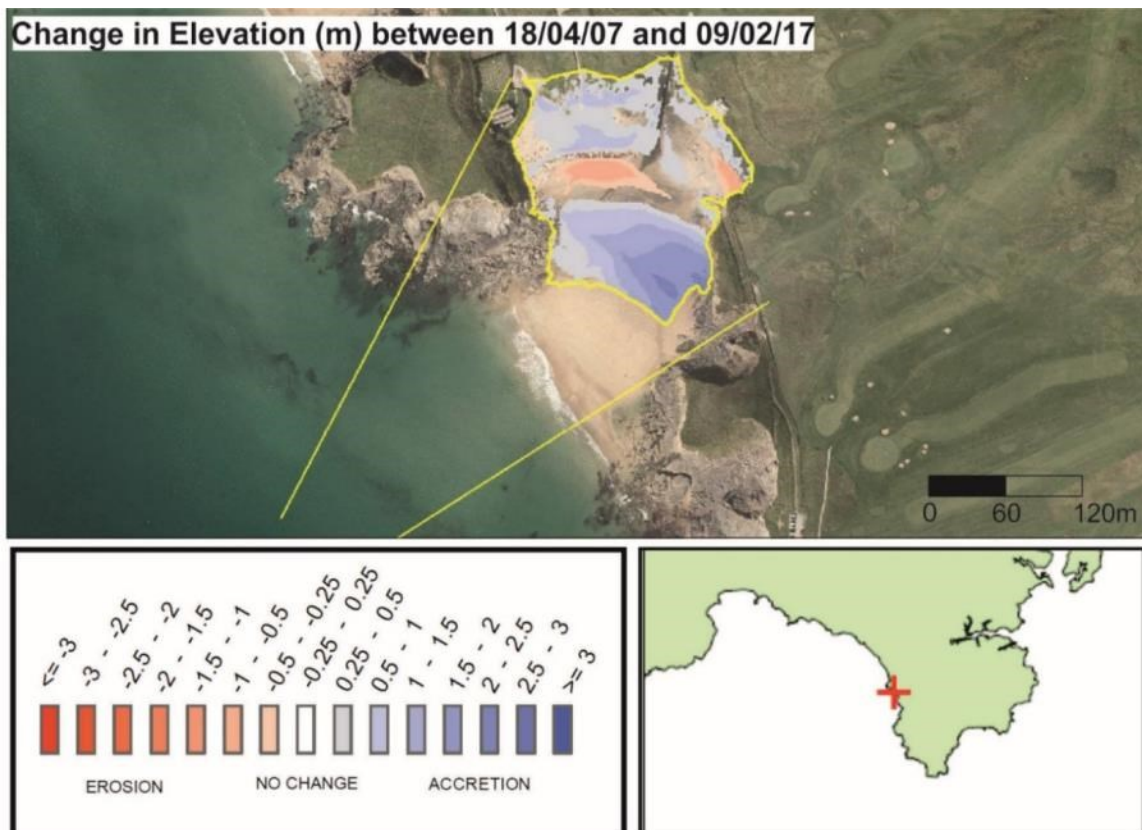 Change in Elevation (m) between 18/04/07 and 09/02/17
0 60 120m
<= -3
-3 - -2.5
-2.5 - -2
-2 - -1.5
-1.5 - -1
-1 - -0.5
-0.5 - -0.25
-0.25 - 0.25
0.25 - 0.5
0.5 - 1
1 - 1.5
1.5 - 2
2 - 2.5
2.5 - 3
>= 3
EROSION NO CHANGE ACCRETION